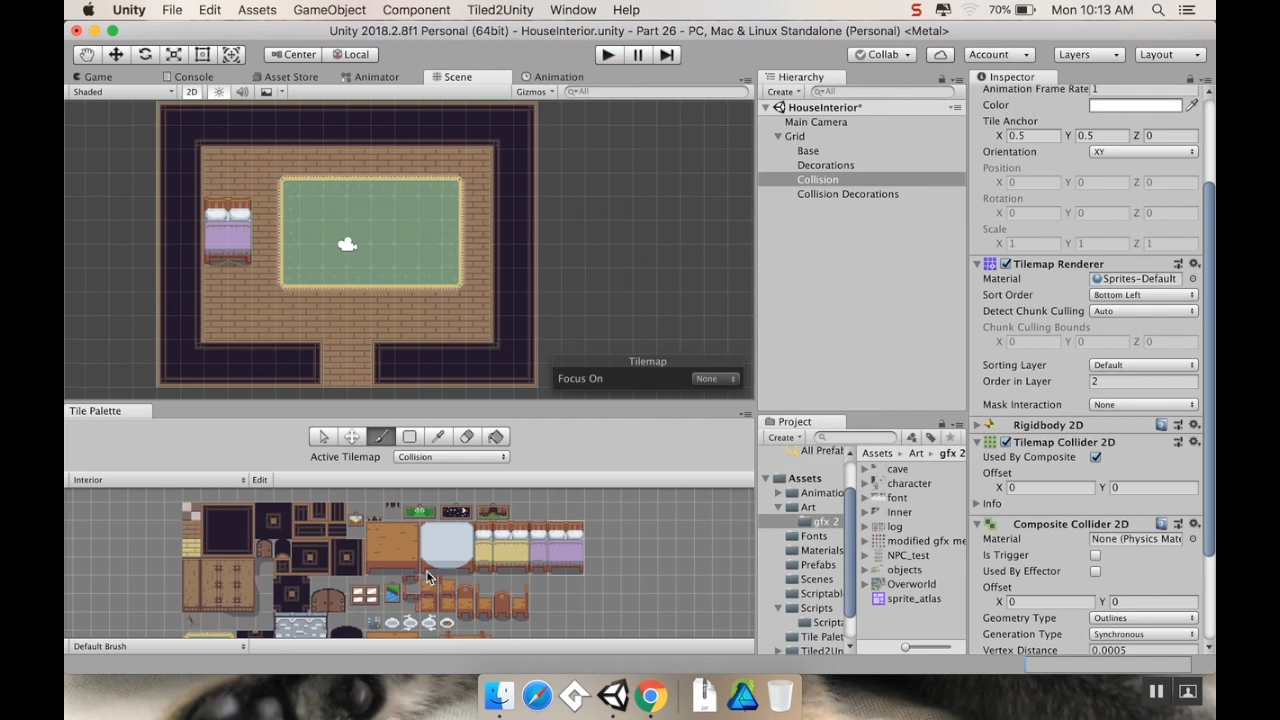 Unity File Edit Assets GameObject Component Tiled2Unity Window Help 70% Mon 10:13 AM
Unity 2018.2.8f1 Personal (64bit) - HouseInterior.unity - Part 26 - PC, Mac & Linux Standalone (Personal) <Metal>
Center Local Collab Account Layers Layout
Game Console Asset Store Animator Scene Animation
Shaded 2D Gizmos All
Hierarchy
Create All
HouseInterior*
Main Camera
Grid
Base
Decorations
Collision
Collision Decorations
Inspector
Animation Frame Rate 1
Color
Tile Anchor
X 0.5 Y 0.5 Z 0
Orientation XY
Position
X 0 Y 0 Z 0
Rotation
X 0 Y 0 Z 0
Scale
X 1 Y 1 Z 1
Tilemap Renderer
Material Sprites-Default
Sort Order Bottom Left
Detect Chunk Culling Auto
Chunk Culling Bounds
X 0 Y 0 Z 0
Sorting Layer Default
Order in Layer 2
Mask Interaction None
Rigidbody 2D
Tilemap Collider 2D
Used By Composite
Offset
X 0 Y 0
Info
Composite Collider 2D
Material None (Physics Mate
Is Trigger
Used By Effector
Offset
X 0 Y 0
Geometry Type Outlines
Generation Type Synchronous
Vertex Distance 0.0005
Tilemap
Focus On None
Tile Palette
Active Tilemap Collision
Interior Edit
Default Brush
Project
Create
All Prefab
Assets
Animatio
Art
gfx 2
Fonts
Materials
Prefabs
Scenes
Scriptabl
Scripts
Scripta
Tile Palet
Tiled2Un
Assets Art gfx 2
cave
character
font
Inner
log
modified gfx me
NPC_test
objects
Overworld
sprite_atlas